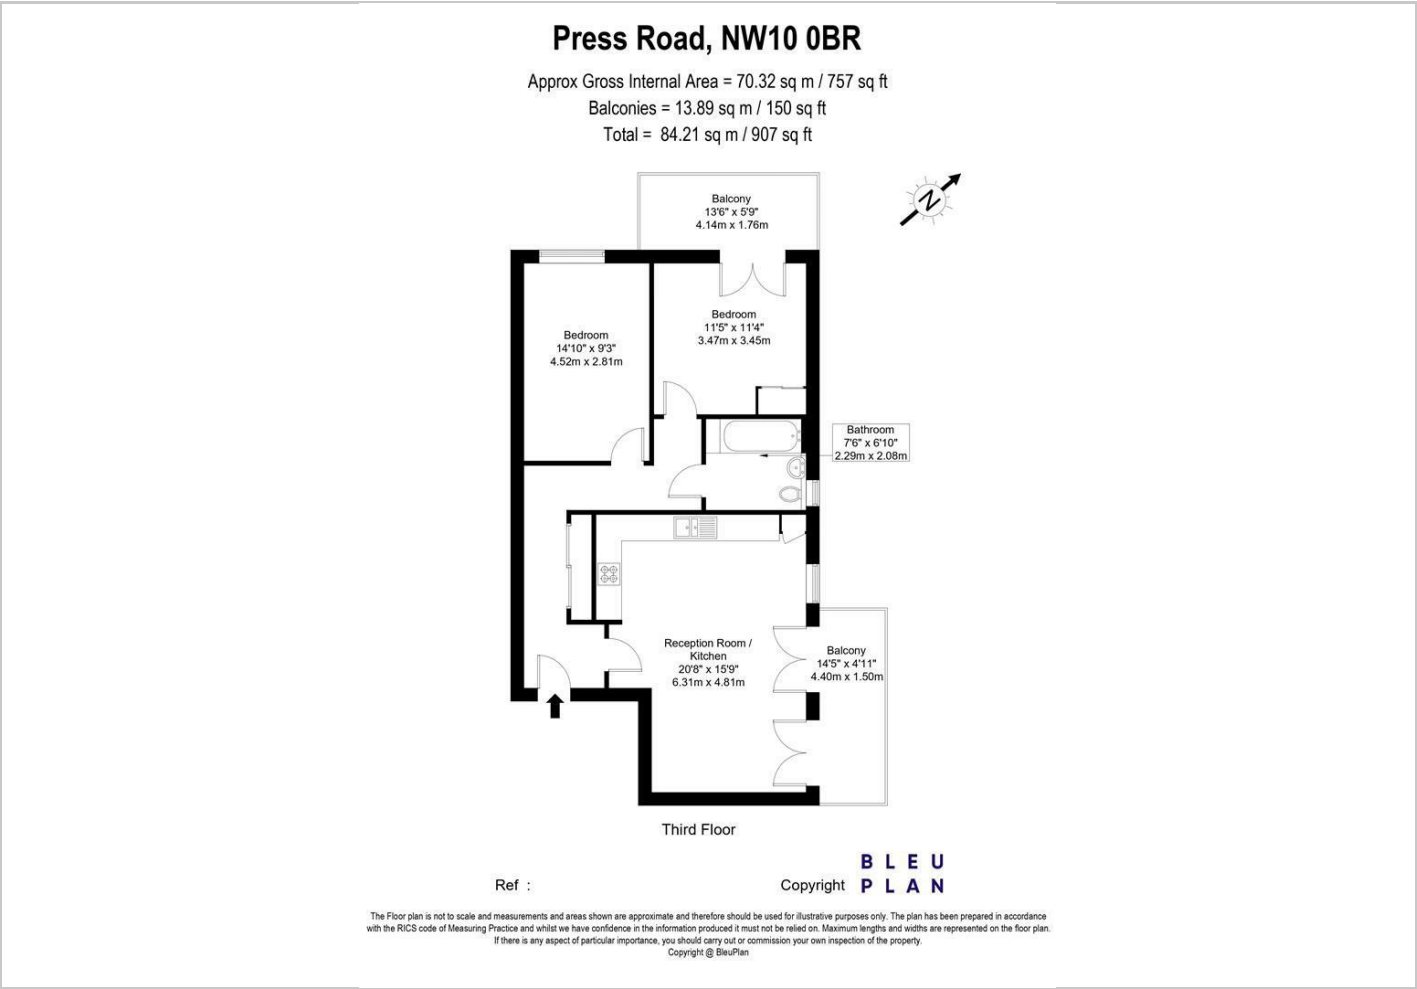 Press Road, NW10 0BR
Approx Gross Internal Area = 70.32 sq m / 757 sq ft
Balconies = 13.89 sq m / 150 sq ft
Total = 84.21 sq m / 907 sq ft
Balcony
13'6" x 5'9"
4.14m x 1.76m
N
Bedroom
14'10" x 9'3"
4.52m x 2.81m
Bedroom
11'5" x 11'4"
3.47m x 3.45m
Bathroom
7'6" x 6'10"
2.29m x 2.08m
Reception Room /
Kitchen
20'8" x 15'9"
6.31m x 4.81m
Balcony
14'5" x 4'11"
4.40m x 1.50m
Third Floor
Ref :
Copyright
BLEU
PLAN
The Floor plan is not to scale and measurements and areas shown are approximate and therefore should be used for illustrative purposes only. The plan has been prepared in accordance
with the RICS code of Measuring Practice and whilst we have confidence in the information produced it must not be relied on. Maximum lengths and widths are represented on the floor plan.
If there is any aspect of particular importance, you should carry out or commission your own inspection of the property.
Copyright @ BleuPlan